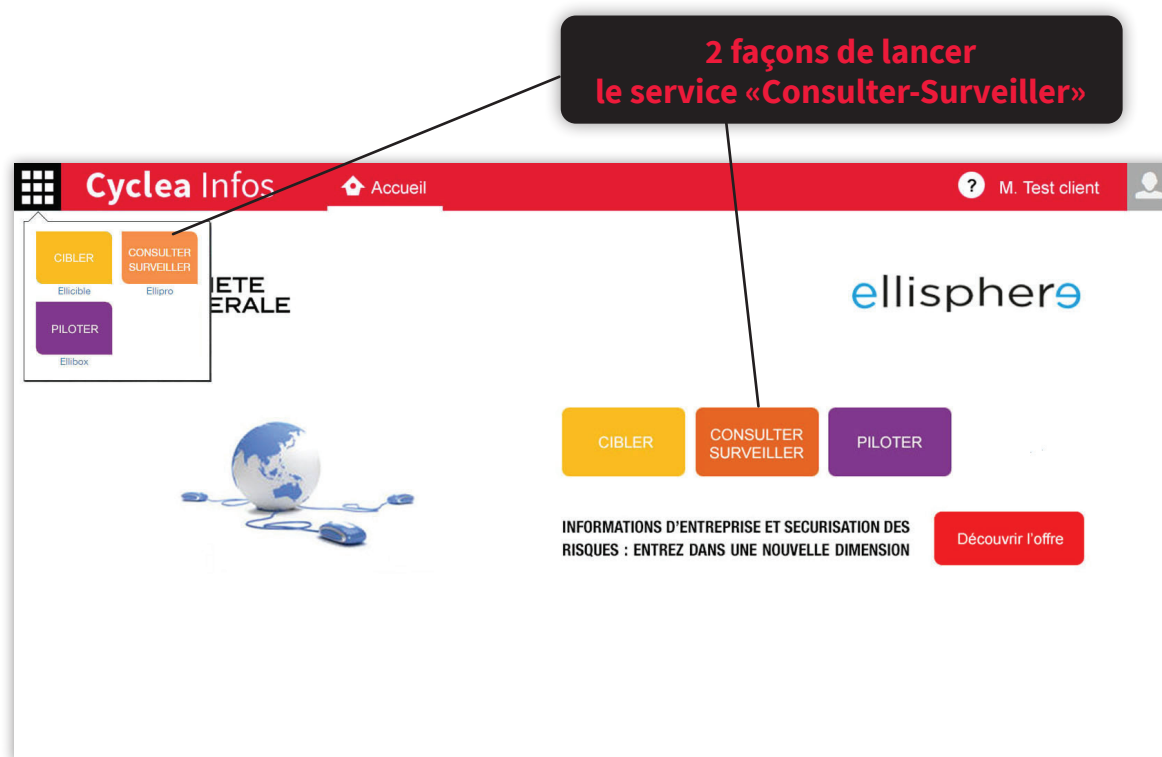 2 façons de lancer
le service «Consulter-Surveiller»
Cyclea Infos
Accueil
?
M. Test client
CIBLER
CONSULTER
SURVEILLER
Ellicible
Ellipro
PILOTER
Ellibox
IETE
ERALE
ellisphere
CIBLER
CONSULTER
SURVEILLER
PILOTER
INFORMATIONS D'ENTREPRISE ET SECURISATION DES
RISQUES : ENTREZ DANS UNE NOUVELLE DIMENSION
Découvrir l'offre